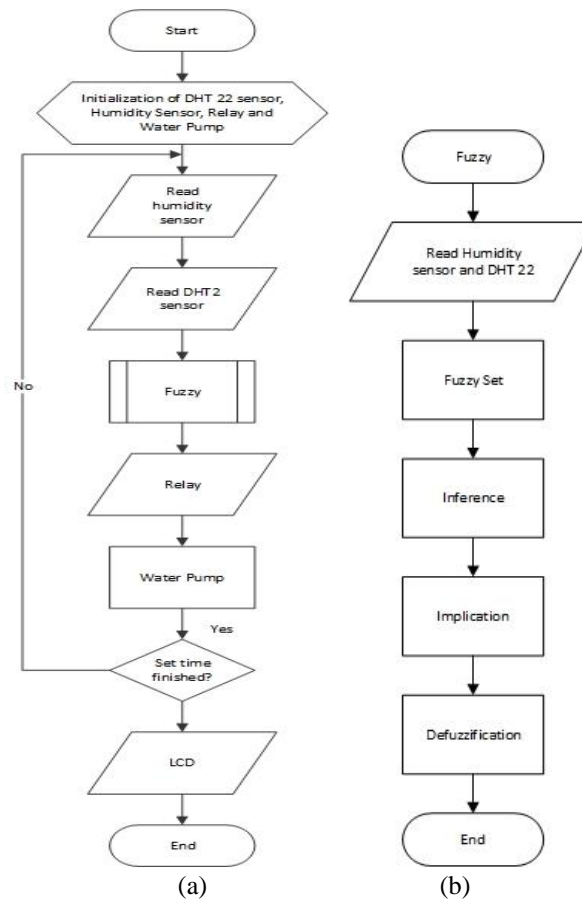 Start
Initialization of DHT 22 sensor,
Humidity Sensor, Relay and
Water Pump
Read
humidity
sensor
Read DHT2
sensor
Fuzzy
No
Relay
Water Pump
Yes
Set time
finished?
LCD
End
(a)
Fuzzy
Read Humidity
sensor and DHT 22
Fuzzy Set
Inference
Implication
Defuzzification
End
(b)